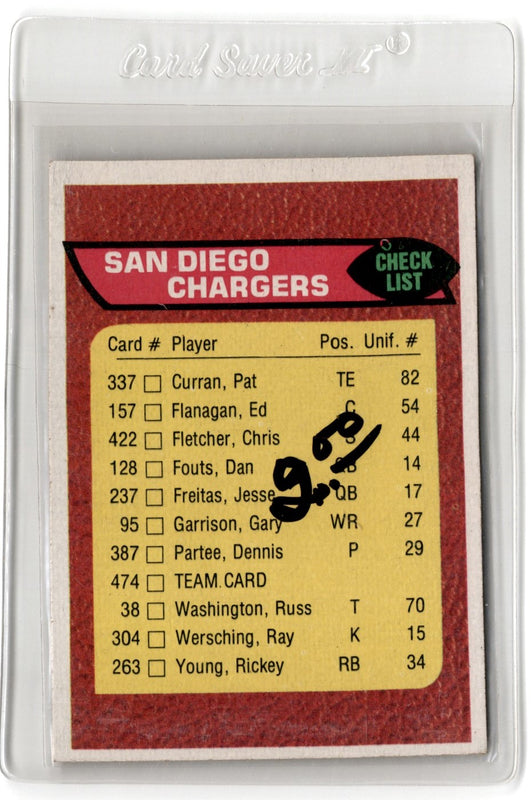 Card Saver II®
SAN DIEGO
CHARGERS
CHECK
LIST
Card # Player Pos. Unif. #
337 Curran, Pat TE 82
157 Flanagan, Ed C 54
422 Fletcher, Chris S 44
128 Fouts, Dan QB 14
237 Freitas, Jesse QB 17
95 Garrison, Gary WR 27
387 Partee, Dennis P 29
474 TEAM CARD
38 Washington, Russ T 70
304 Wersching, Ray K 15
263 Young, Rickey RB 34